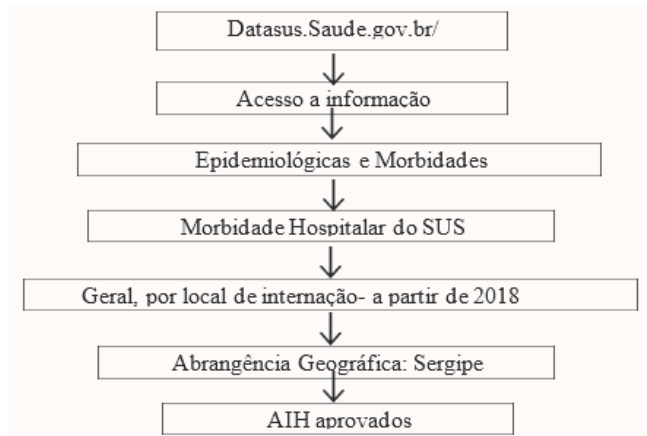 Datasus.Saude.gov.br/
Acesso a informação
Epidemiológicas e Morbidades
Morbidade Hospitalar do SUS
Geral, por local de internação- a partir de 2018
Abrangência Geográfica: Sergipe
AIH aprovados